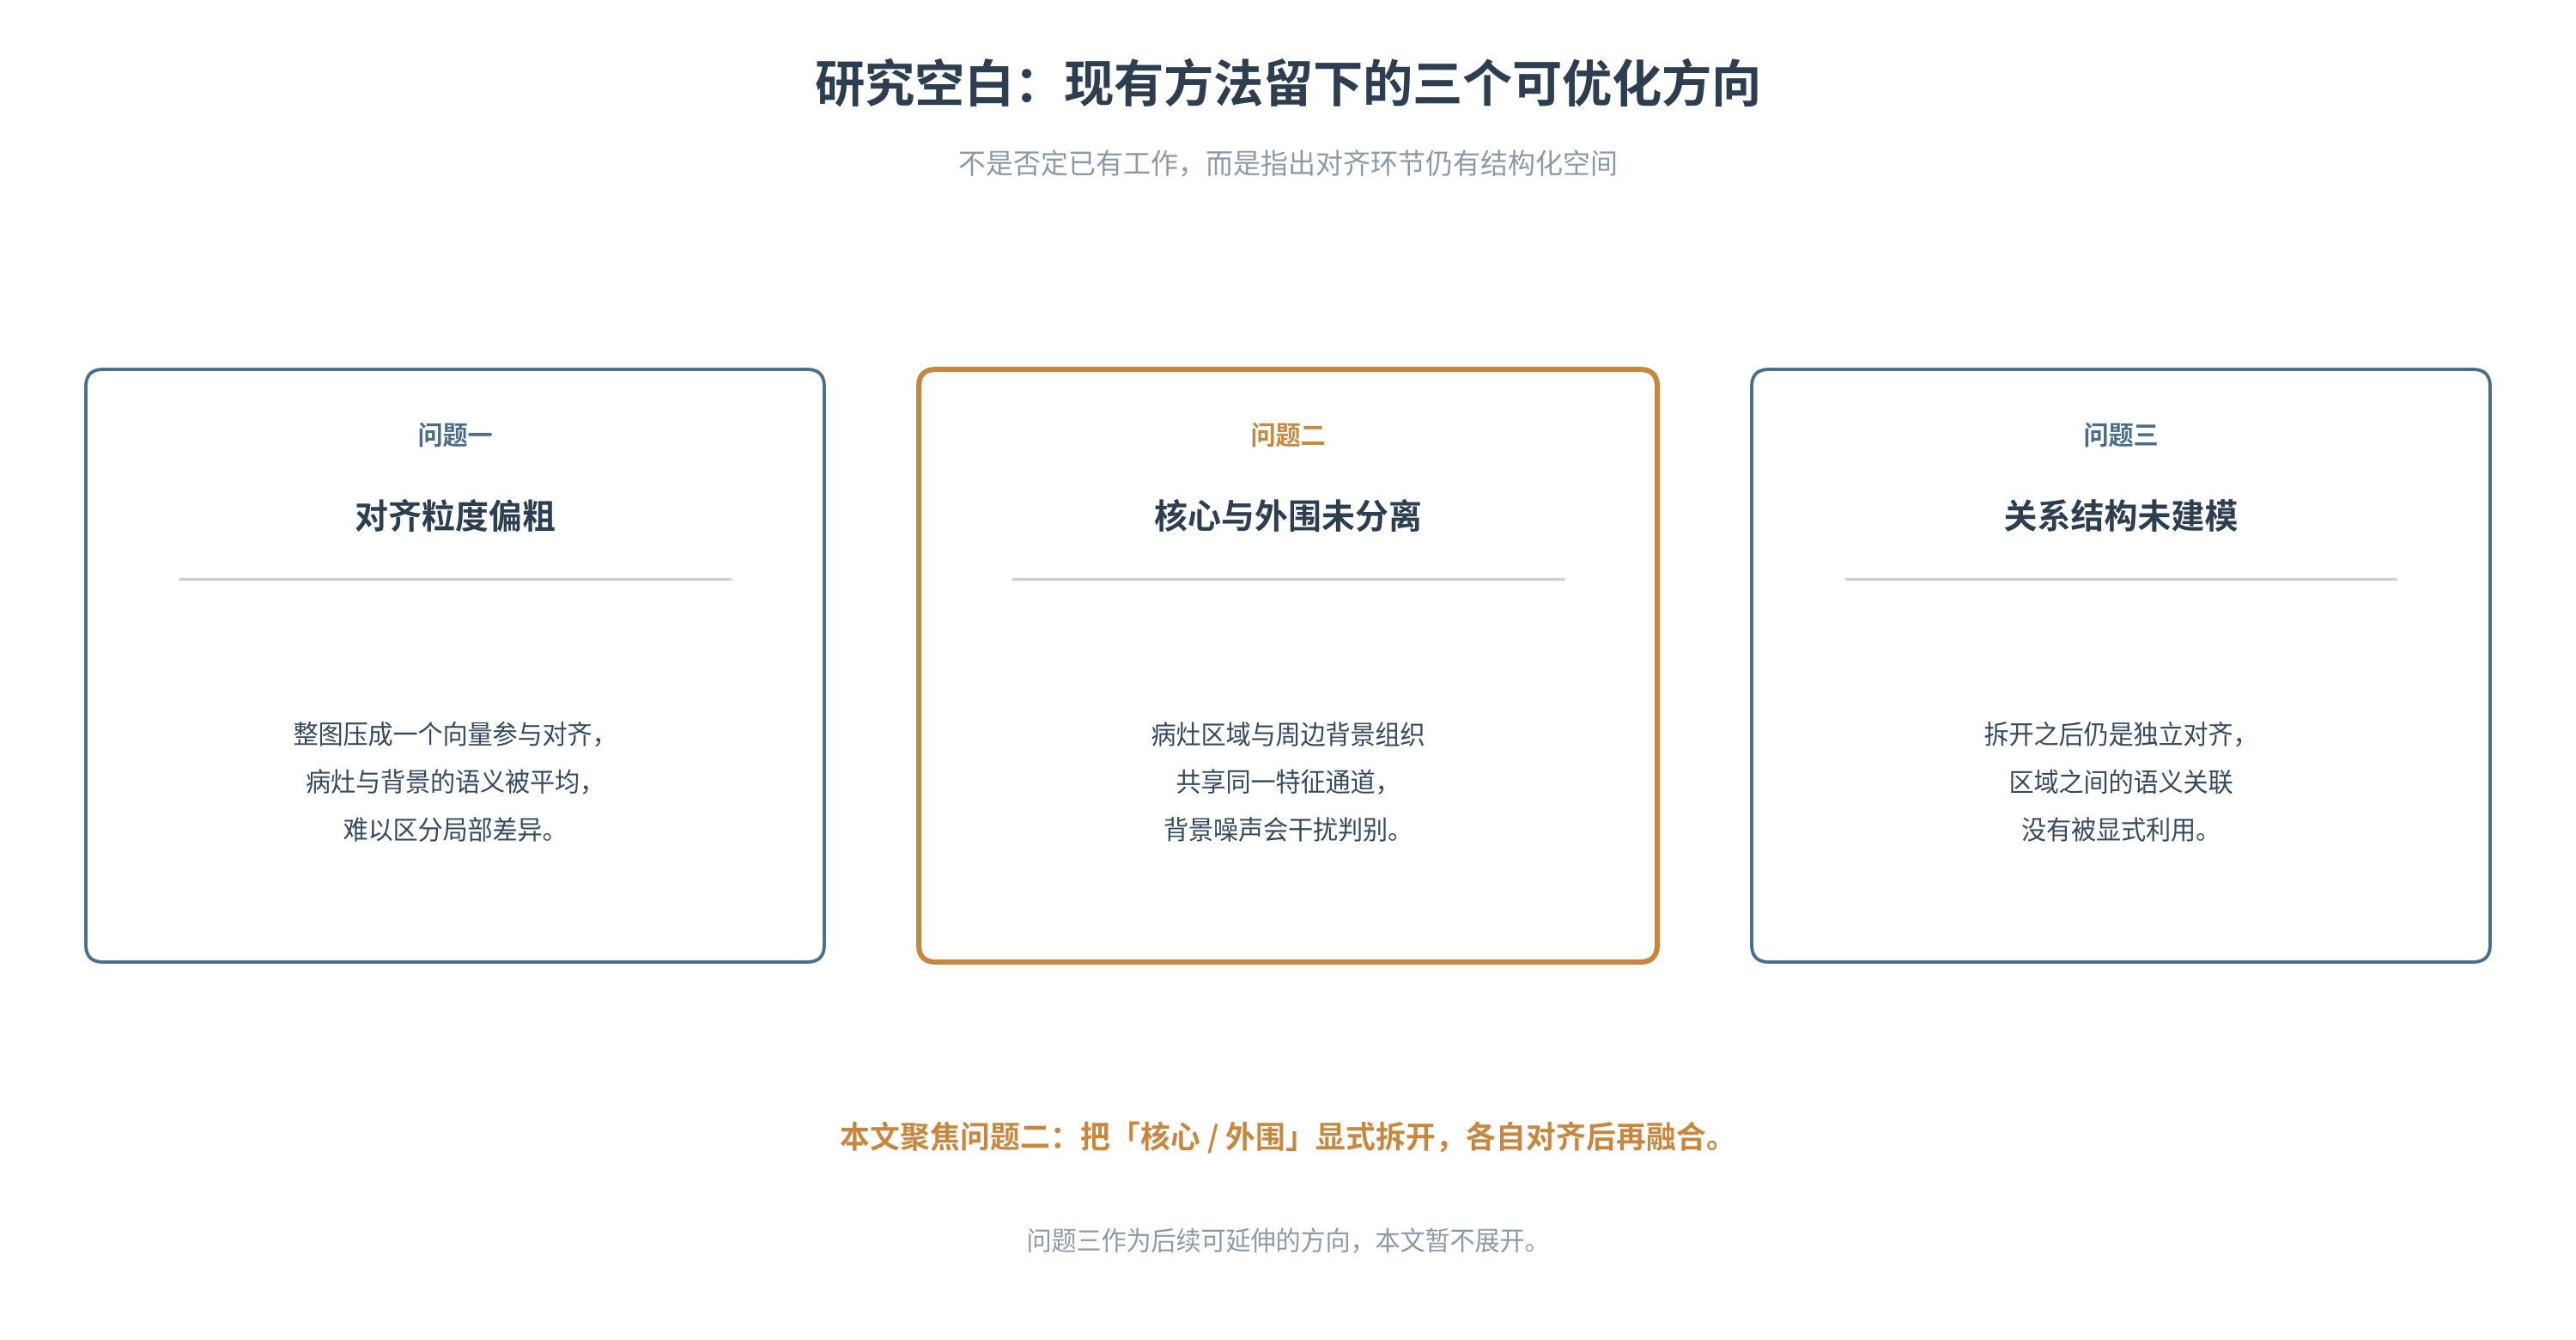 研究空白：现有方法留下的三个可优化方向
不是否定已有工作，而是指出对齐环节仍有结构化空间
问题一
对齐粒度偏粗
整图压成一个向量参与对齐，
病灶与背景的语义被平均，
难以区分局部差异。
问题二
核心与外围未分离
病灶区域与周边背景组织
共享同一特征通道，
背景噪声会干扰判别。
问题三
关系结构未建模
拆开之后仍是独立对齐，
区域之间的语义关联
没有被显式利用。
本文聚焦问题二：把「核心 / 外围」显式拆开，各自对齐后再融合。
问题三作为后续可延伸的方向，本文暂不展开。